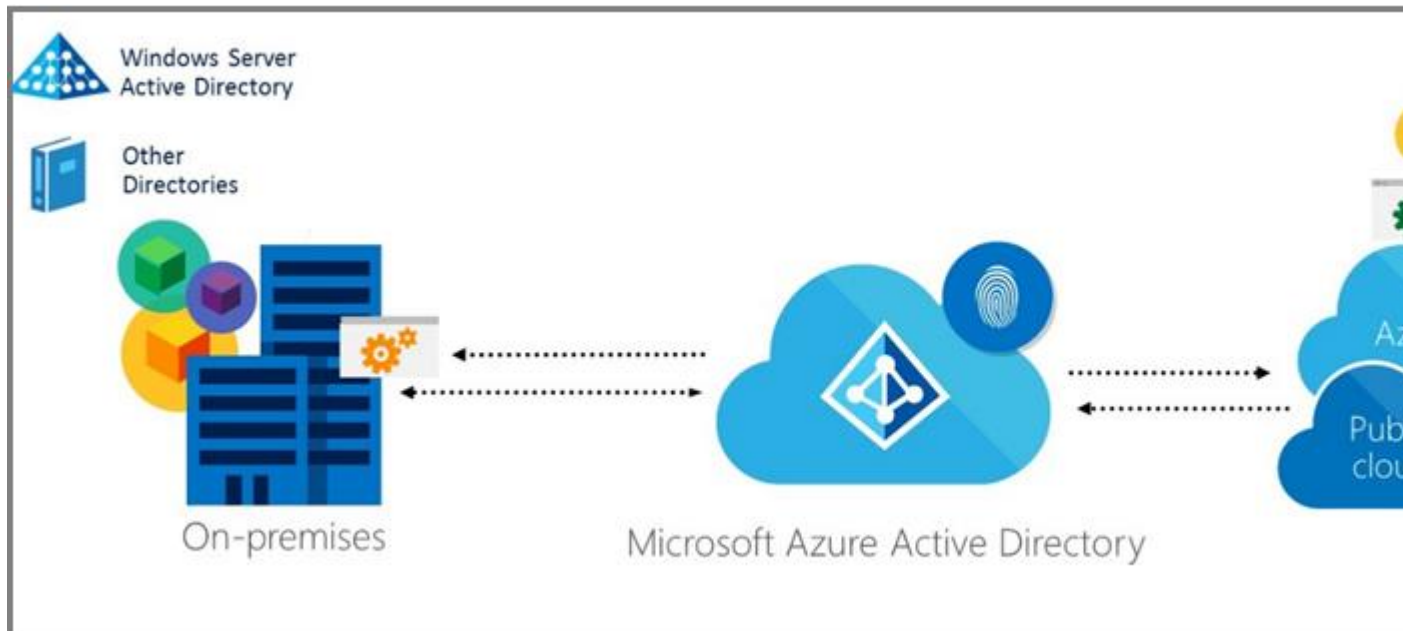 Windows Server
Active Directory
Other
Directories
On-premises
Microsoft Azure Active Directory